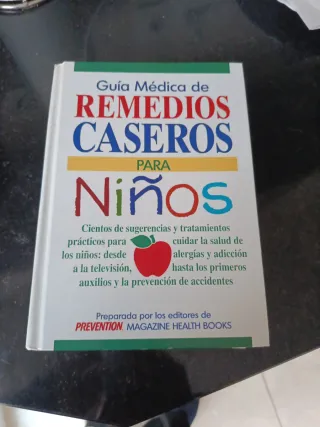 Guía Médica de
REMEDIOS
CASEROS
PARA
Niños
Cientos de sugerencias y tratamientos
prácticos para cuidar la salud de
los niños: desde alergias y adicción
a la televisión, hasta los primeros
auxilios y la prevención de accidentes
Preparada por los editores de
PREVENTION MAGAZINE HEALTH BOOKS